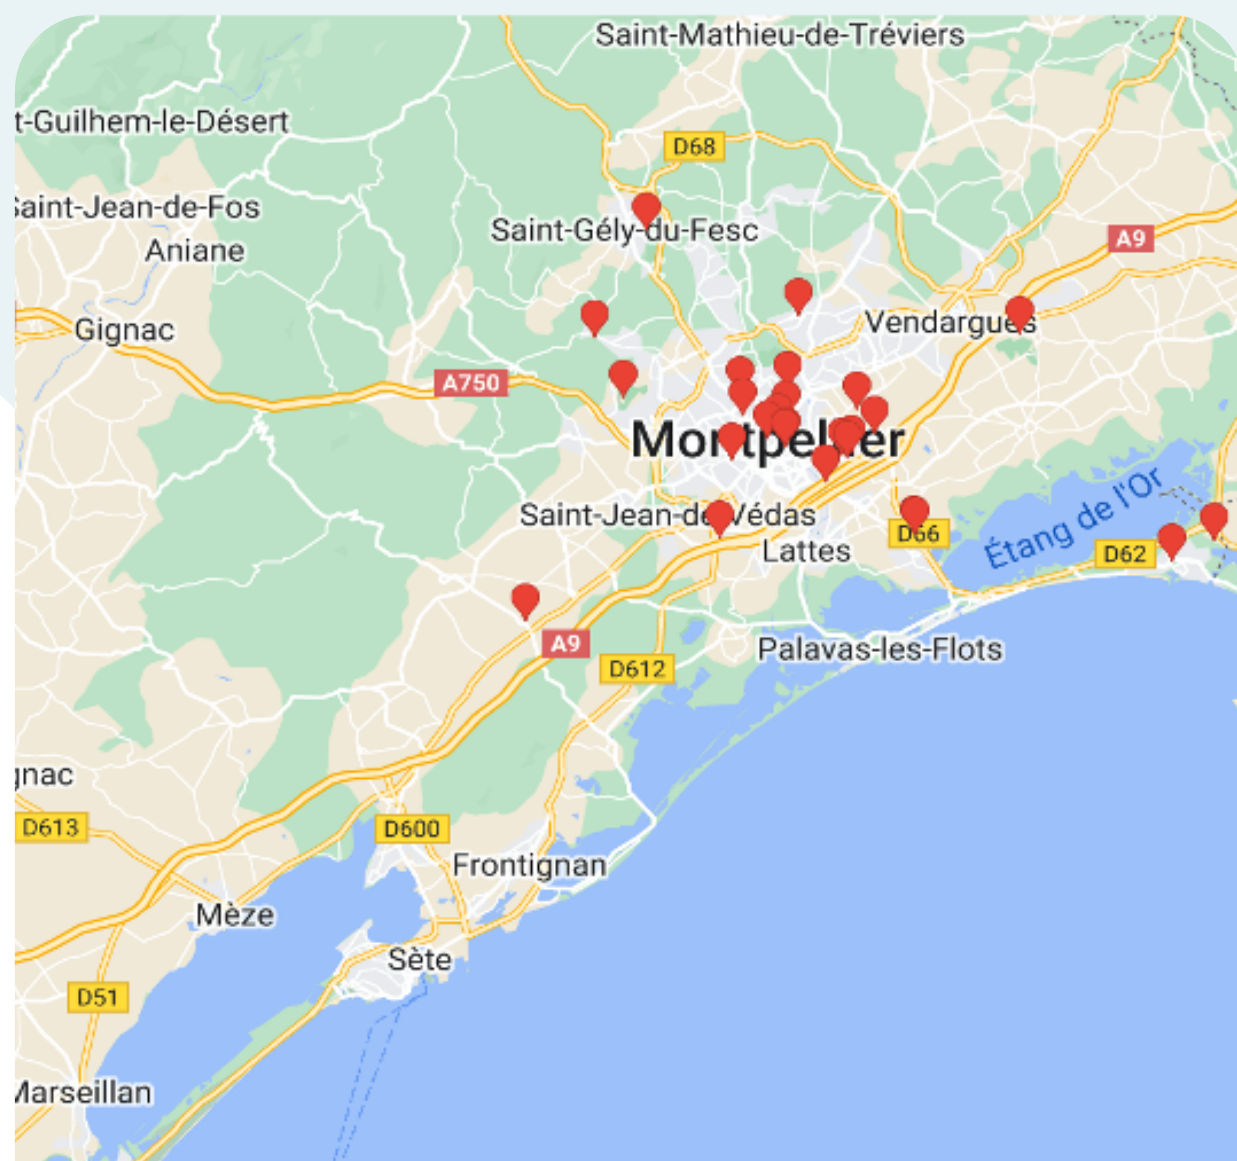 Saint-Mathieu-de-Tréviers
t-Guilhem-le-Désert
D68
Saint-Jean-de-Fos
Saint-Gély-du-Fesc
A9
Aniane
Gignac
Vendargues
A750
Montpellier
Saint-Jean-de-Védas
D66
Étang de l'Or
Lattes
D62
A9
Palavas-les-Flots
D612
gnac
D613
D600
Frontignan
Mèze
Sète
D51
Marseillan